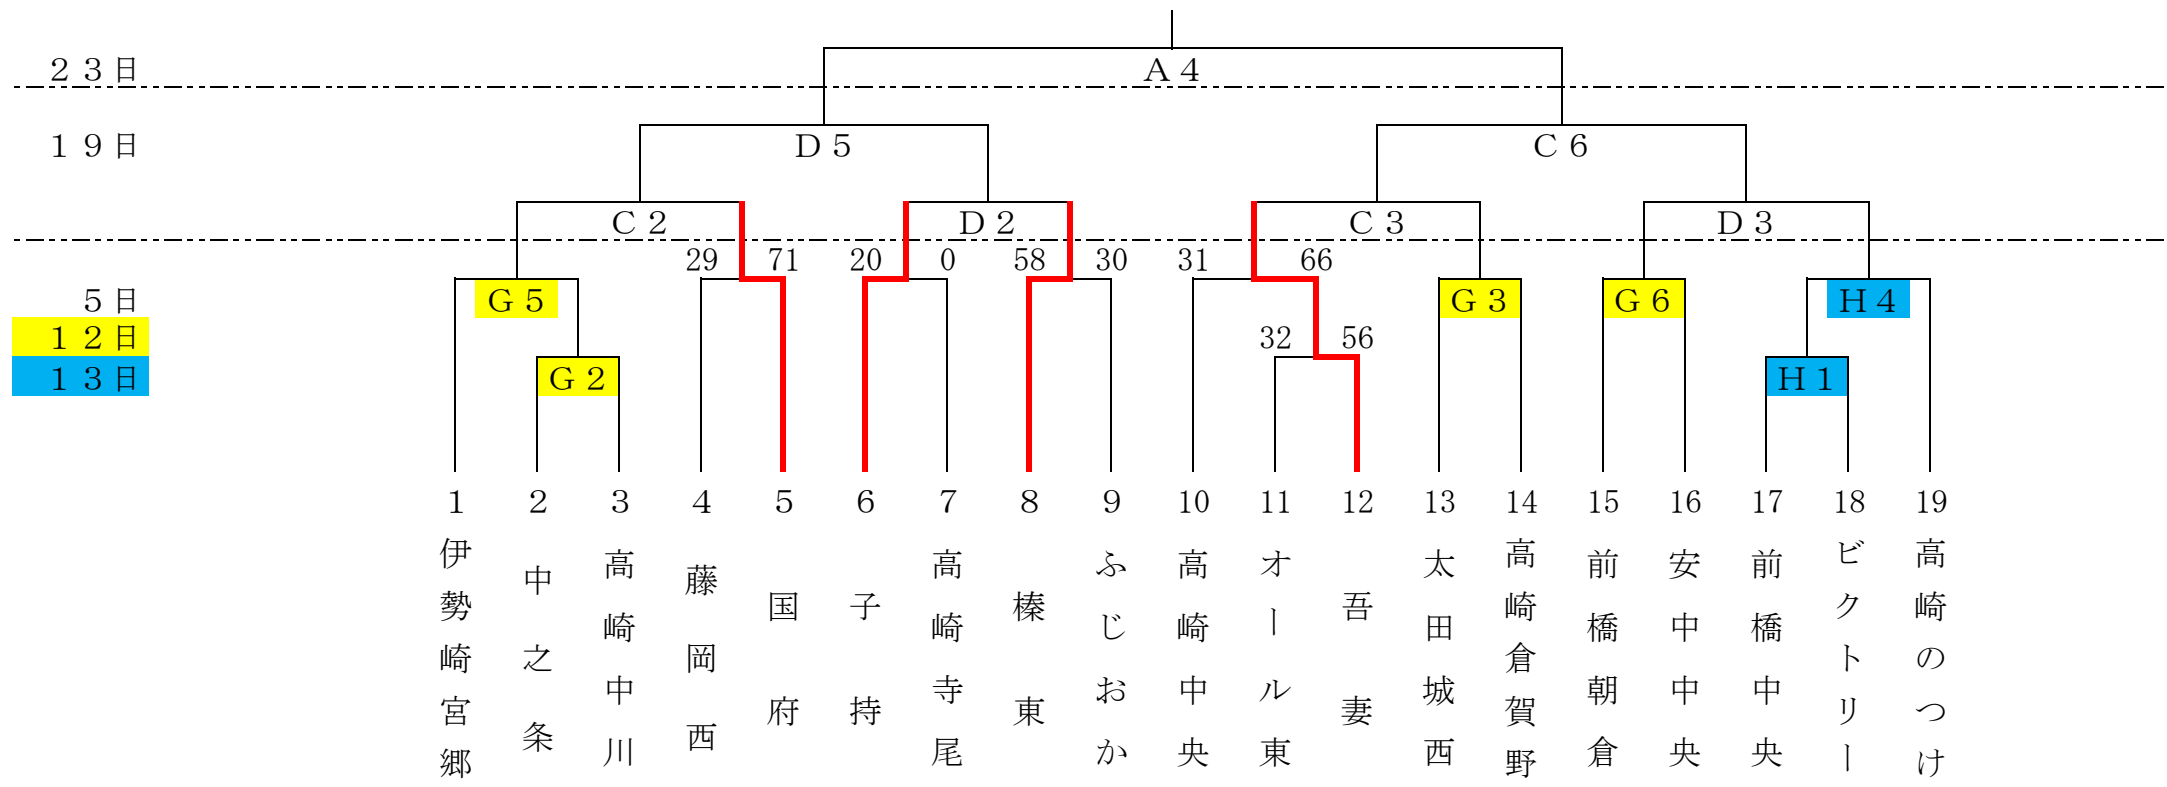 ２３日
Ａ４
１９日
Ｄ５
Ｃ６
Ｃ２
Ｄ２
Ｃ３
Ｄ３
29 71 20 0 58 30 31 66
５日
Ｇ５
Ｇ３
Ｇ６
Ｈ４
１２日
32 56
１３日
Ｇ２
Ｈ１
1 2 3 4 5 6 7 8 9 10 11 12 13 14 15 16 17 18 19
伊勢崎宮郷
中之条
高崎中川
藤岡西
国府
子持
高崎寺尾
榛東
ふじおか
高崎中央
オール東
吾妻
太田城西
高崎倉賀野
前橋朝倉
安中中央
前橋中央
ビクトリー
高崎のつけ